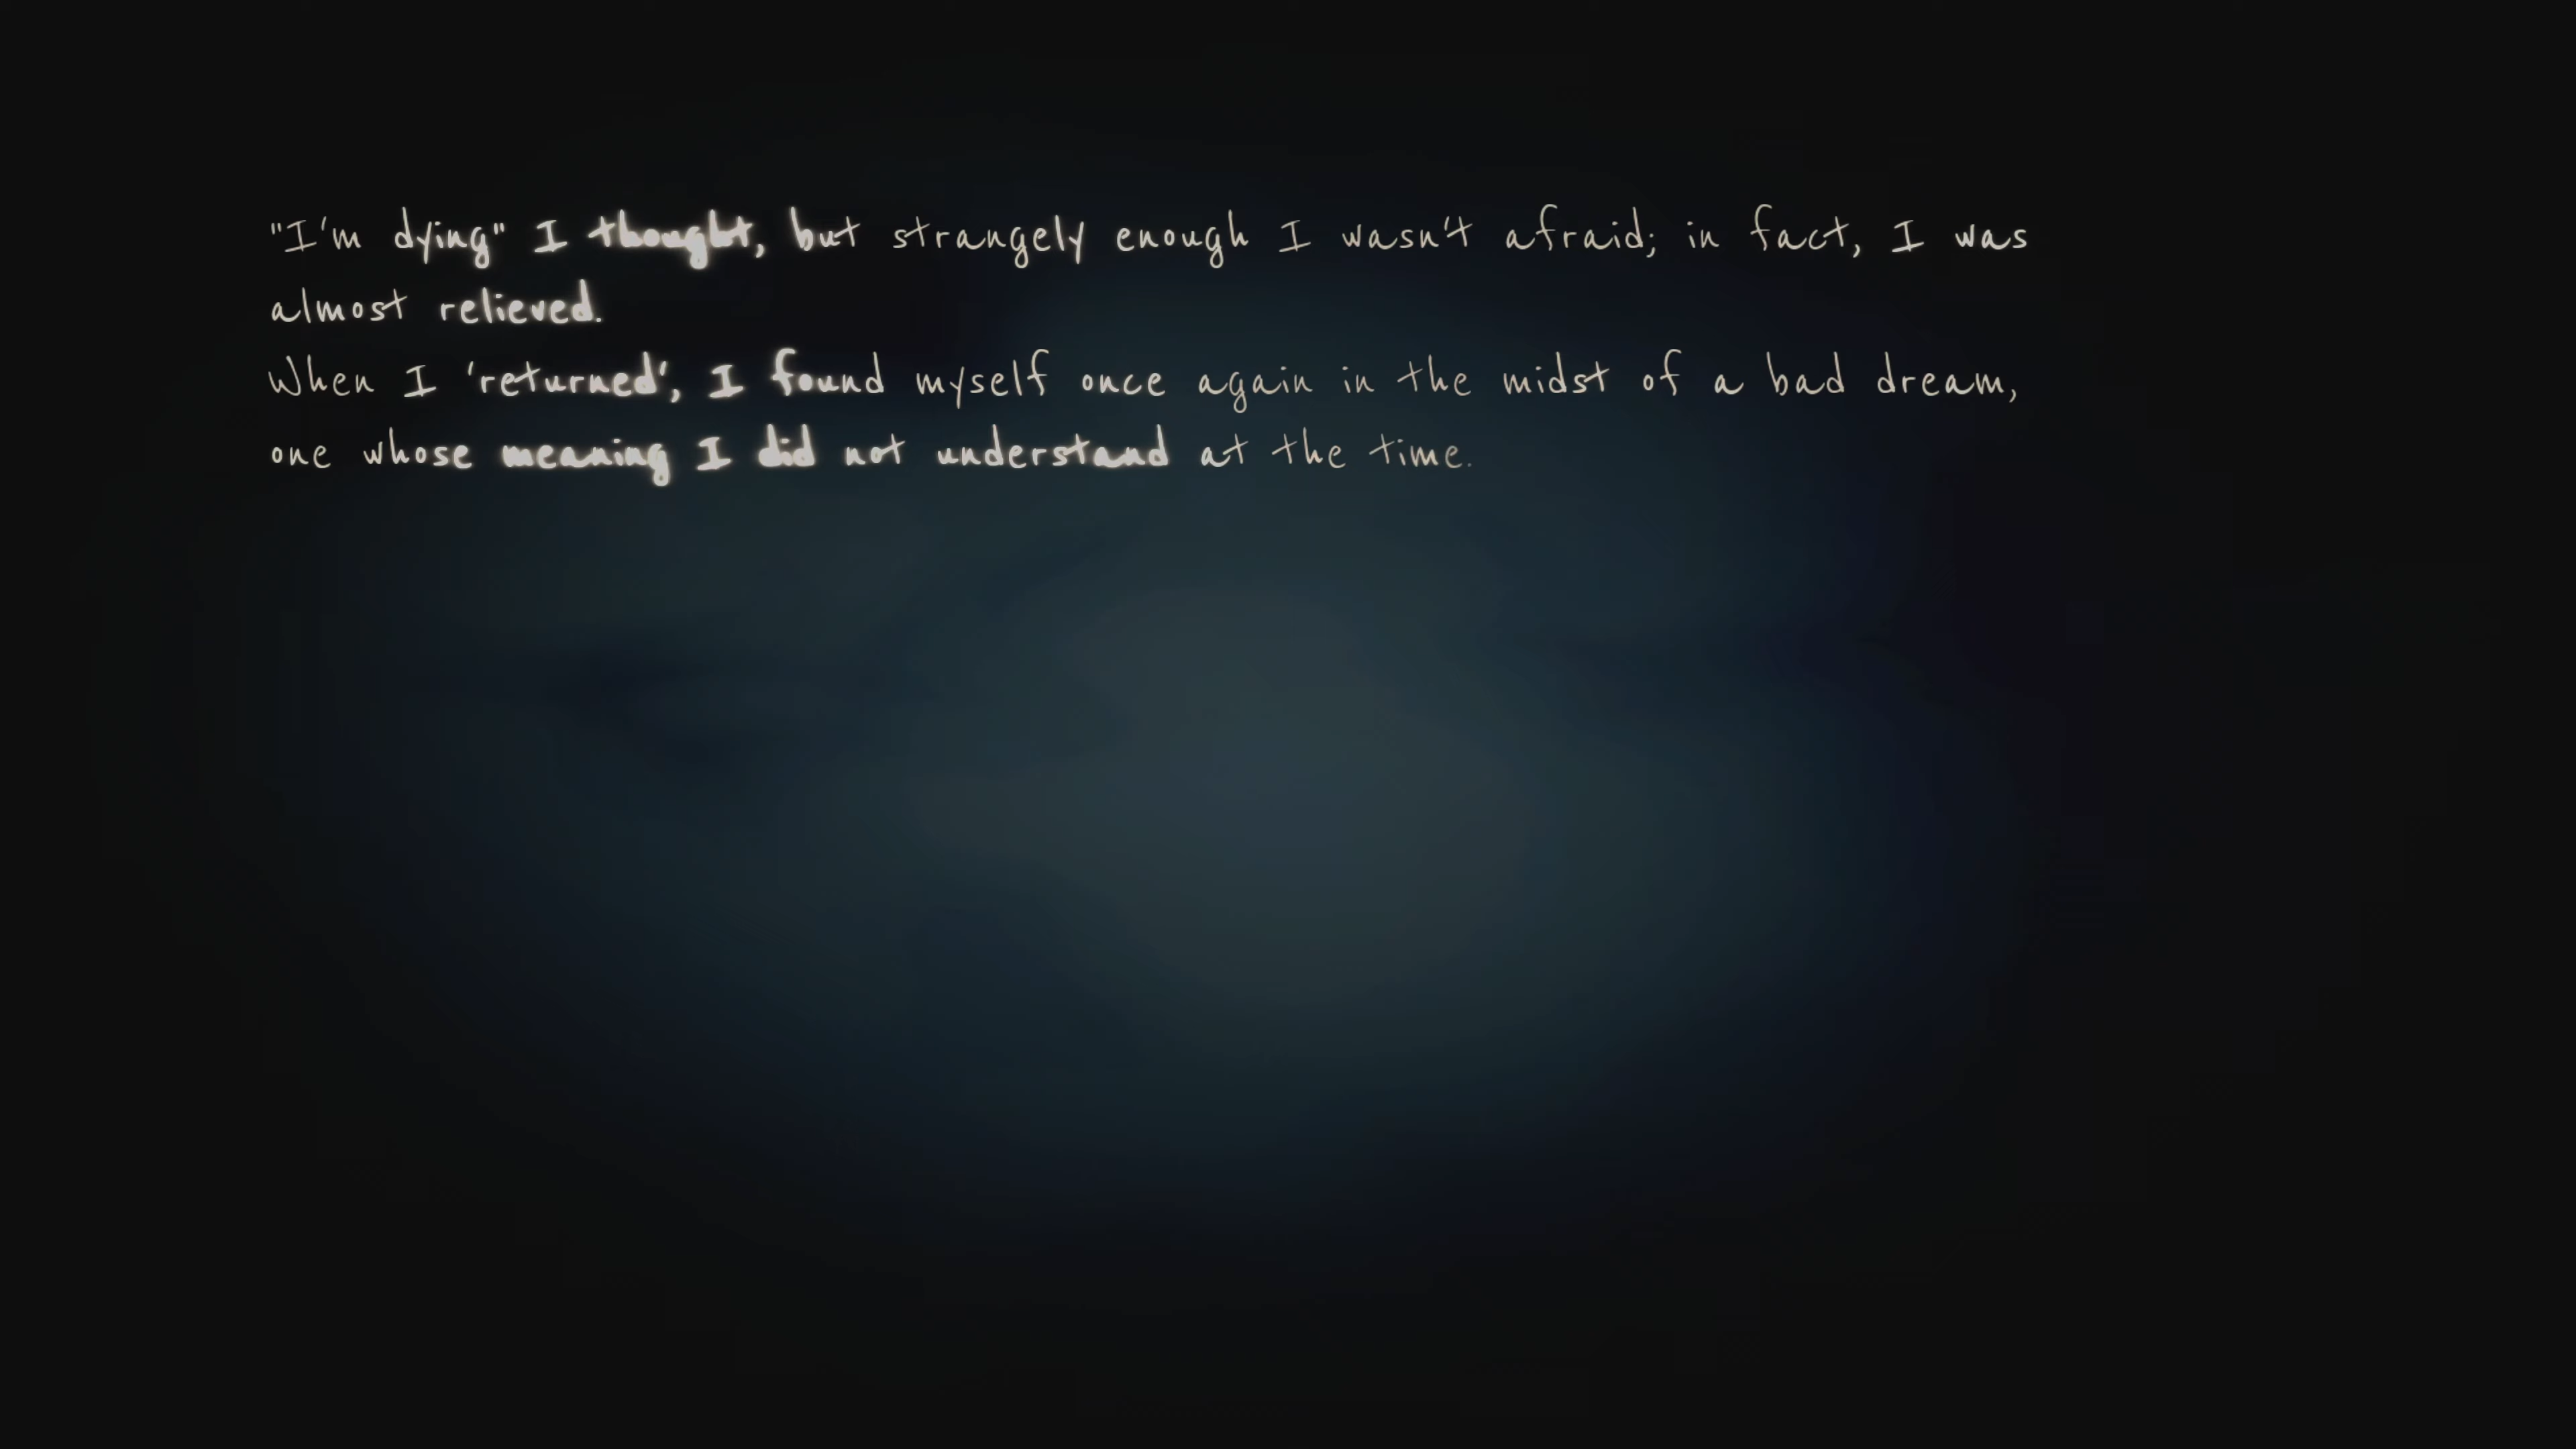 "I'm dying" I thought, but strangely enough I wasn't afraid; in fact, I was
almost relieved.
When I 'returned', I found myself once again in the midst of a bad dream,
one whose meaning I did not understand at the time.